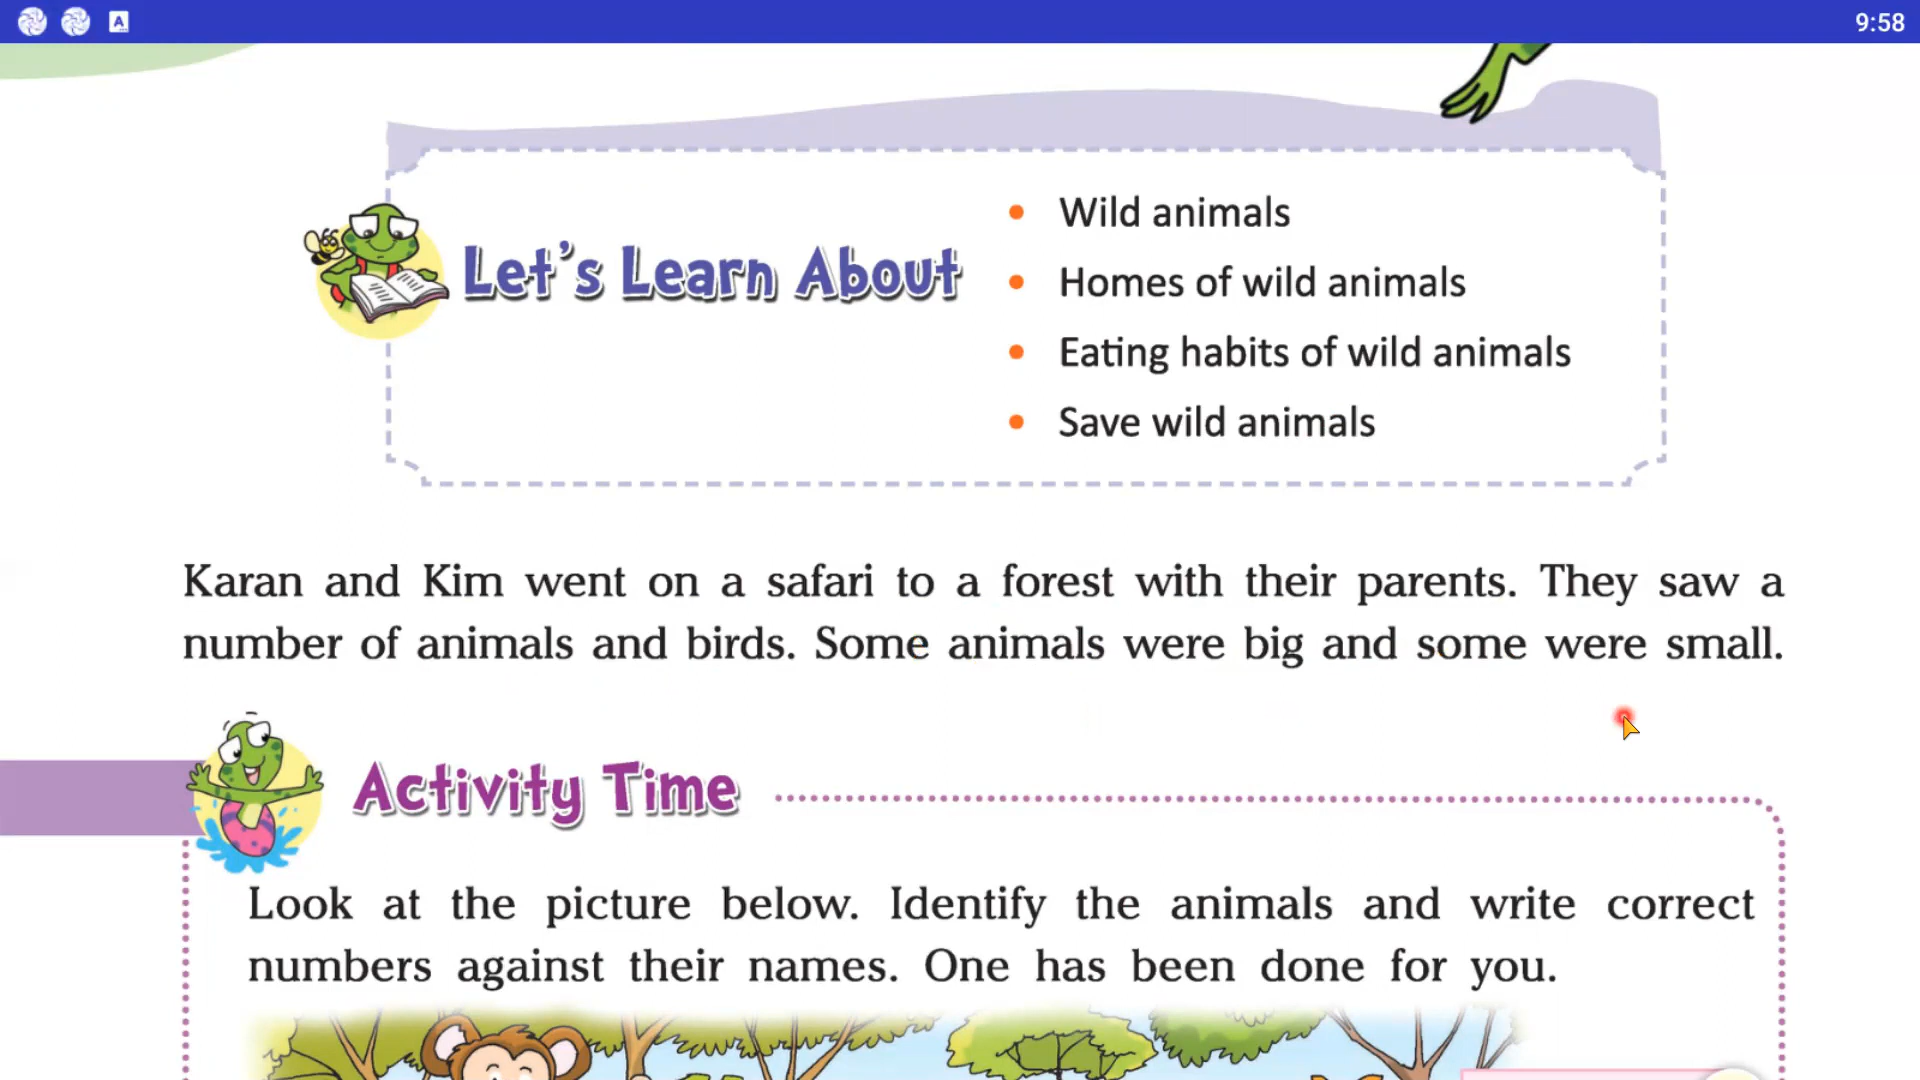 A
9:58
Let's Learn About
• Wild animals
• Homes of wild animals
• Eating habits of wild animals
• Save wild animals
Karan and Kim went on a safari to a forest with their parents. They saw a
number of animals and birds. Some animals were big and some were small.
Activity Time
Look at the picture below. Identify the animals and write correct
numbers against their names. One has been done for you.